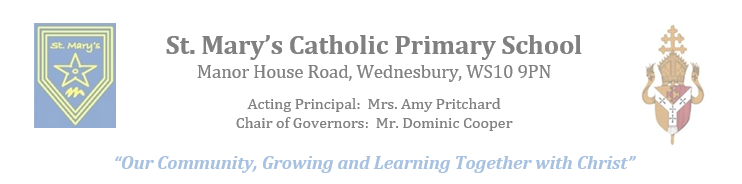 St. Mary's
St. Mary’s Catholic Primary School
Manor House Road, Wednesbury, WS10 9PN
Acting Principal: Mrs. Amy Pritchard
Chair of Governors: Mr. Dominic Cooper
“Our Community, Growing and Learning Together with Christ”